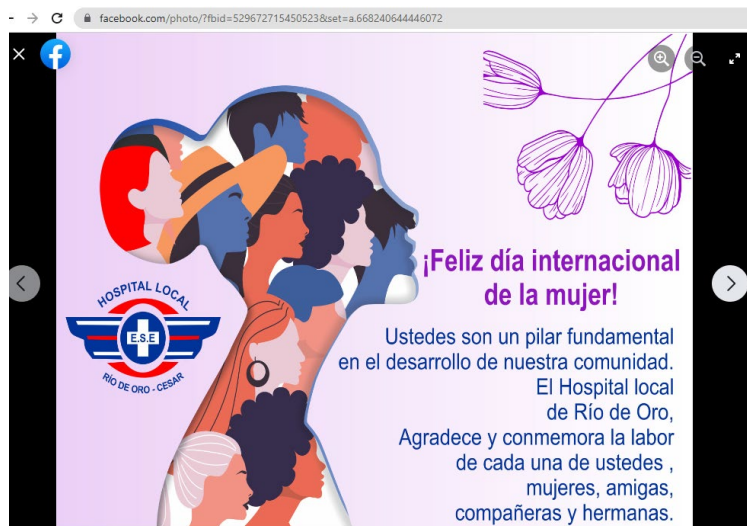 facebook.com/photo/?fbid=529672715450523&set=a.668240644446072
¡Feliz día internacional
de la mujer!
HOSPITAL LOCAL
E.S.E
RÍO DE ORO - CESAR
Ustedes son un pilar fundamental
en el desarrollo de nuestra comunidad.
El Hospital local
de Río de Oro,
Agradece y conmemora la labor
de cada una de ustedes ,
mujeres, amigas,
compañeras y hermanas.